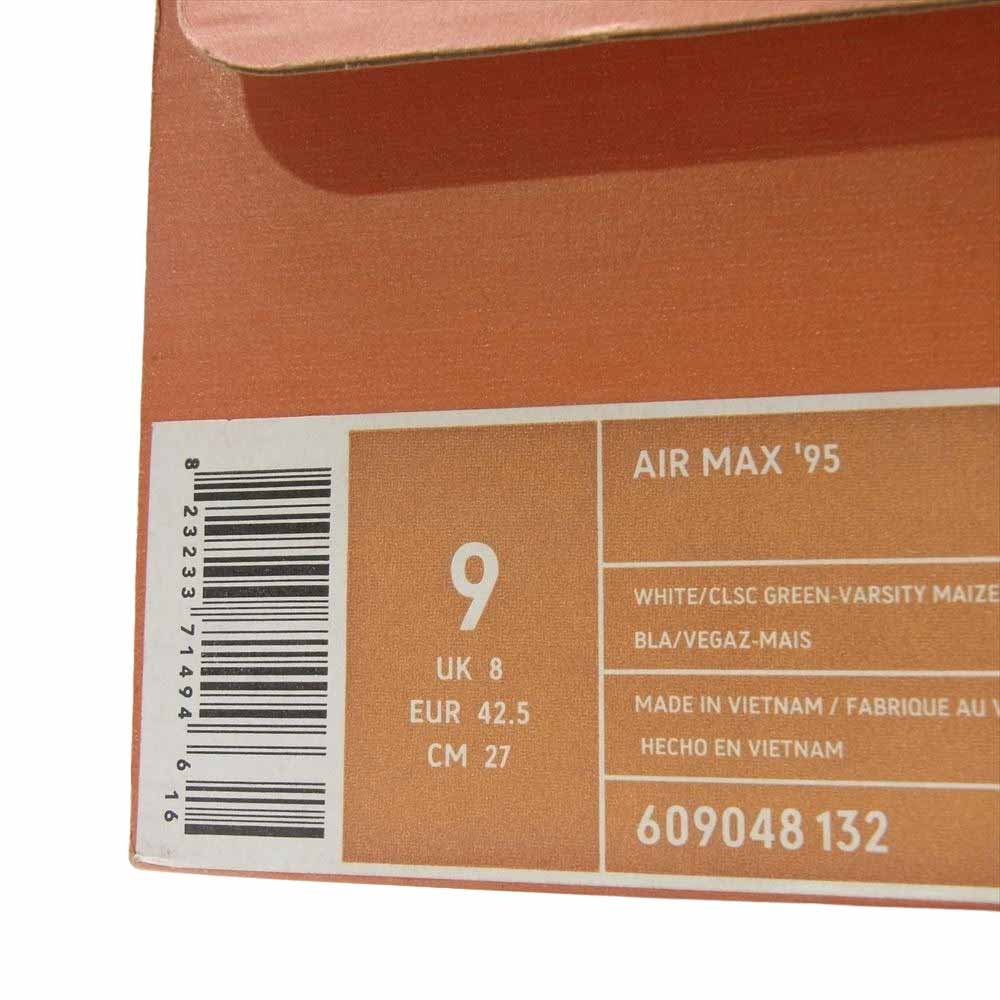 8 23233 71494 6 16
9
UK 8
EUR 42.5
CM 27
AIR MAX '95
WHITE/CLSC GREEN-VARSITY MAIZE
BLA/VEGAZ-MAIS
MADE IN VIETNAM / FABRIQUE AU V
HECHO EN VIETNAM
609048 132